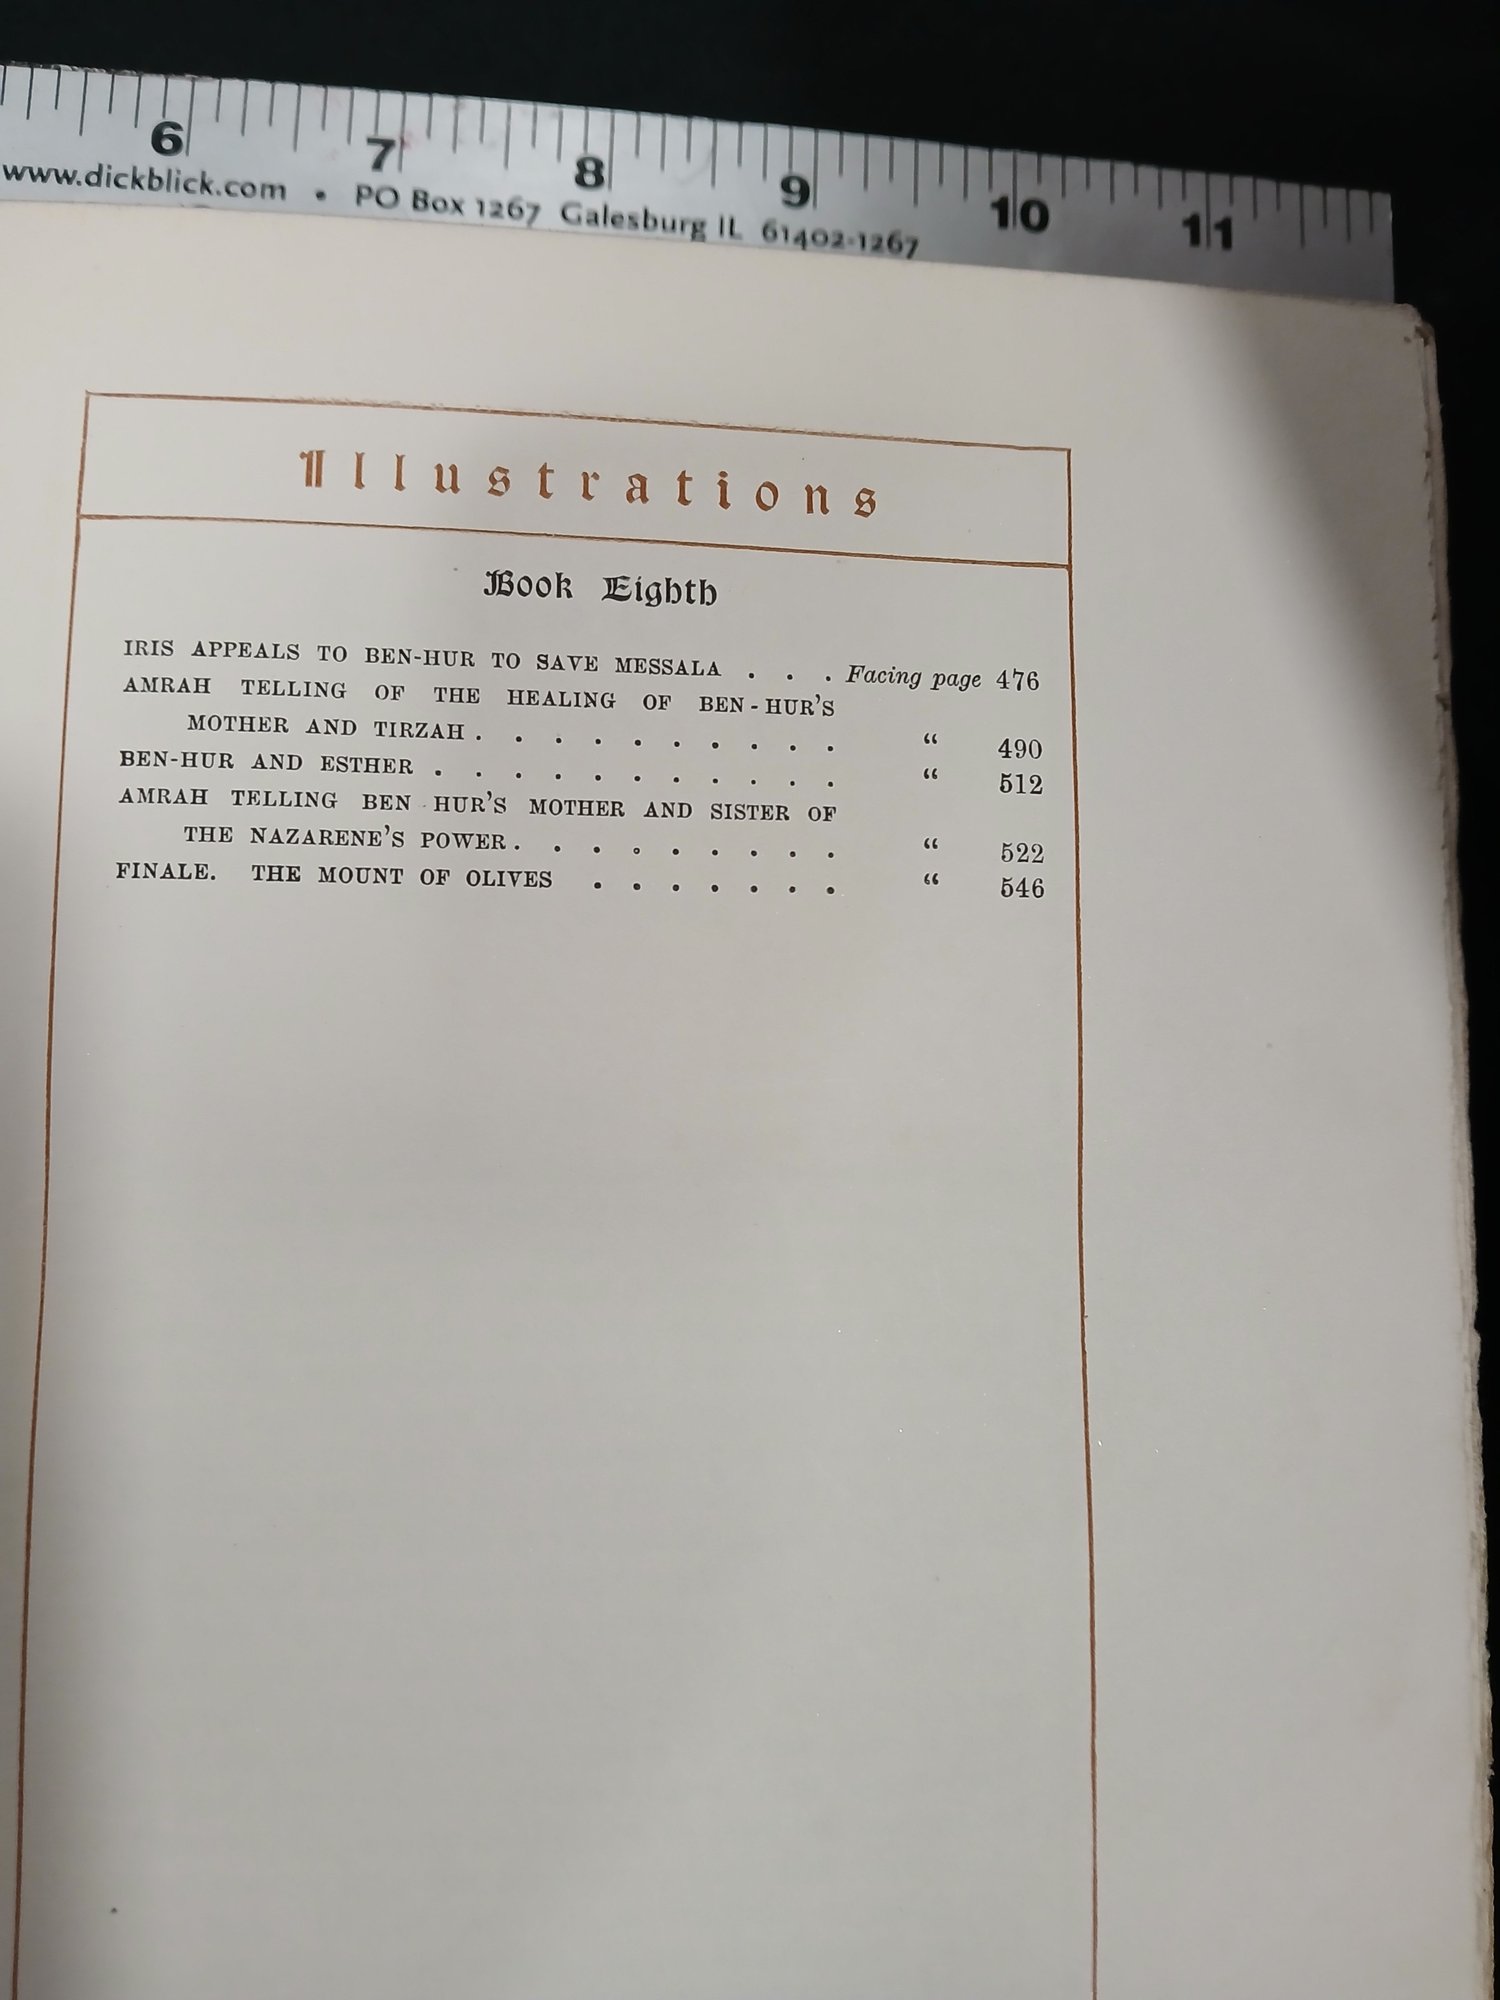 6 7 8 9 10 11
www.dickblick.com • PO Box 1267 Galesburg IL 61402-1267
Illustrations
Book Eighth
IRIS APPEALS TO BEN-HUR TO SAVE MESSALA . . . Facing page 476
AMRAH TELLING OF THE HEALING OF BEN-HUR'S
MOTHER AND TIRZAH . . . . . . . . . . “ 490
BEN-HUR AND ESTHER . . . . . . . . . . . “ 512
AMRAH TELLING BEN-HUR'S MOTHER AND SISTER OF
THE NAZARENE'S POWER . . . . . . . . . “ 522
FINALE. THE MOUNT OF OLIVES . . . . . . . “ 546